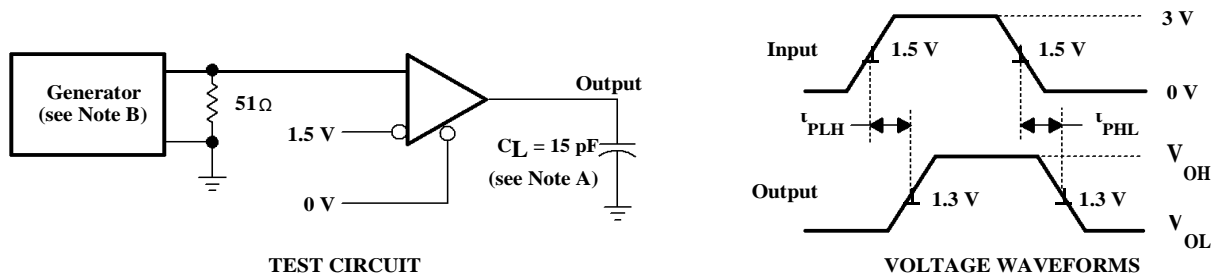 Generator
(see Note B)
51Ω
1.5 V
0 V
Output
CL = 15 pF
(see Note A)
TEST CIRCUIT
3 V
Input
1.5 V
1.5 V
0 V
tPLH
tPHL
VOH
Output
1.3 V
1.3 V
VOL
VOLTAGE WAVEFORMS